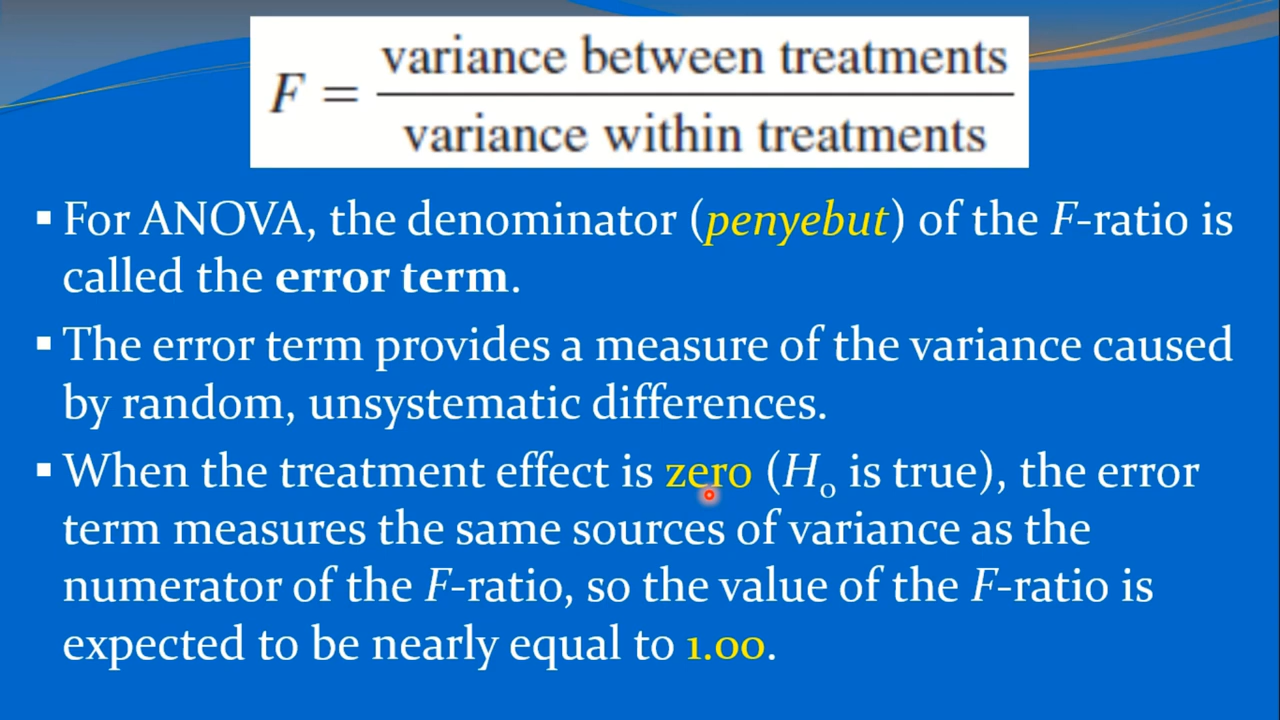 F = variance between treatments
variance within treatments
▪ For ANOVA, the denominator (penyebut) of the F-ratio is
called the error term.
▪ The error term provides a measure of the variance caused
by random, unsystematic differences.
▪ When the treatment effect is zero (H₀ is true), the error
term measures the same sources of variance as the
numerator of the F-ratio, so the value of the F-ratio is
expected to be nearly equal to 1.00.